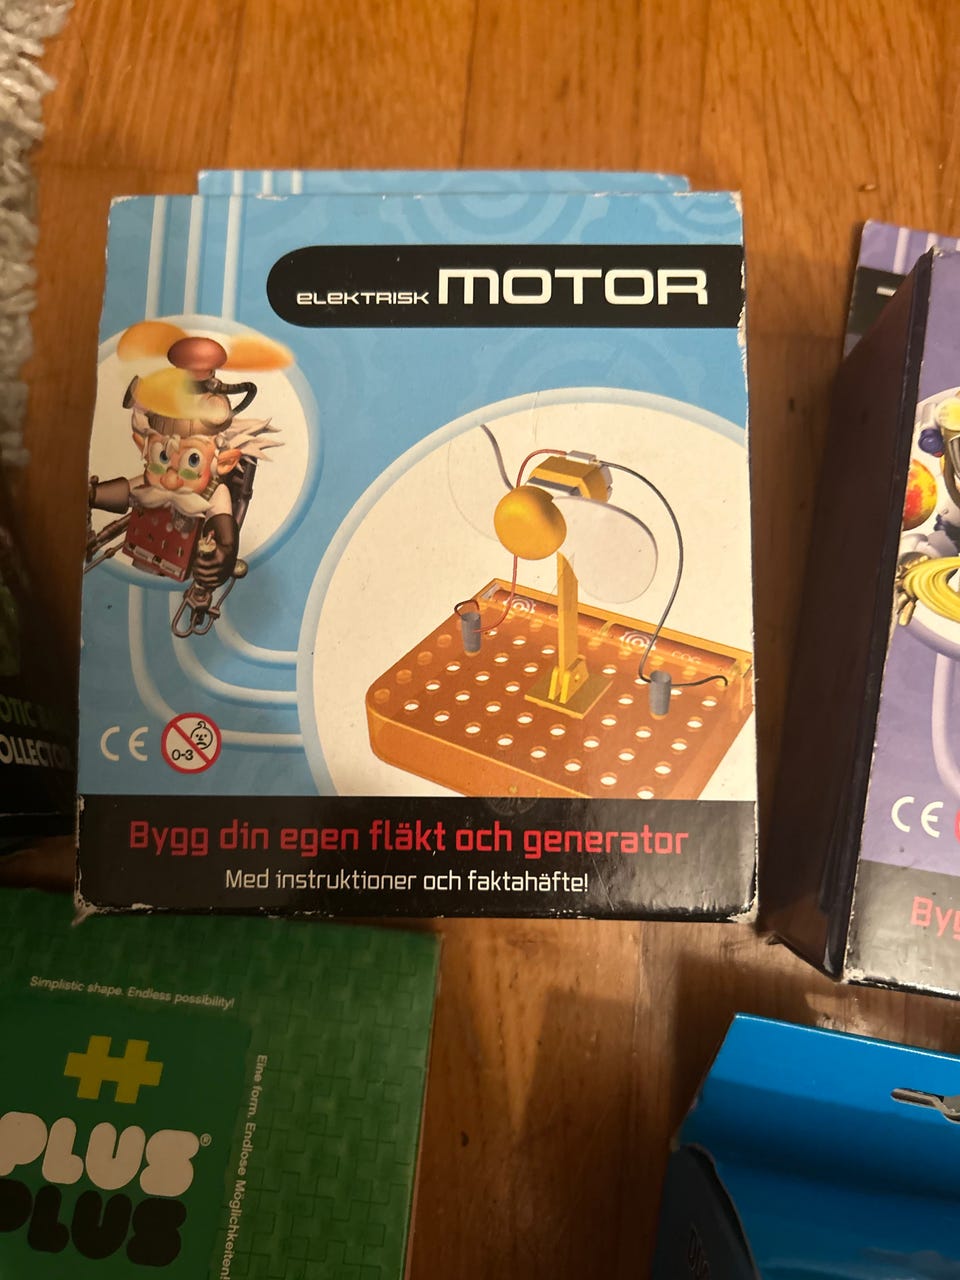 elektrisk MOTOR
CE
0-3
Bygg din egen fläkt och generator
Med instruktioner och faktahäfte!
CE
Simplistic shape. Endless possibility!
Eine form. Endlose Möglichkeiten!
PLUS®
PLUS